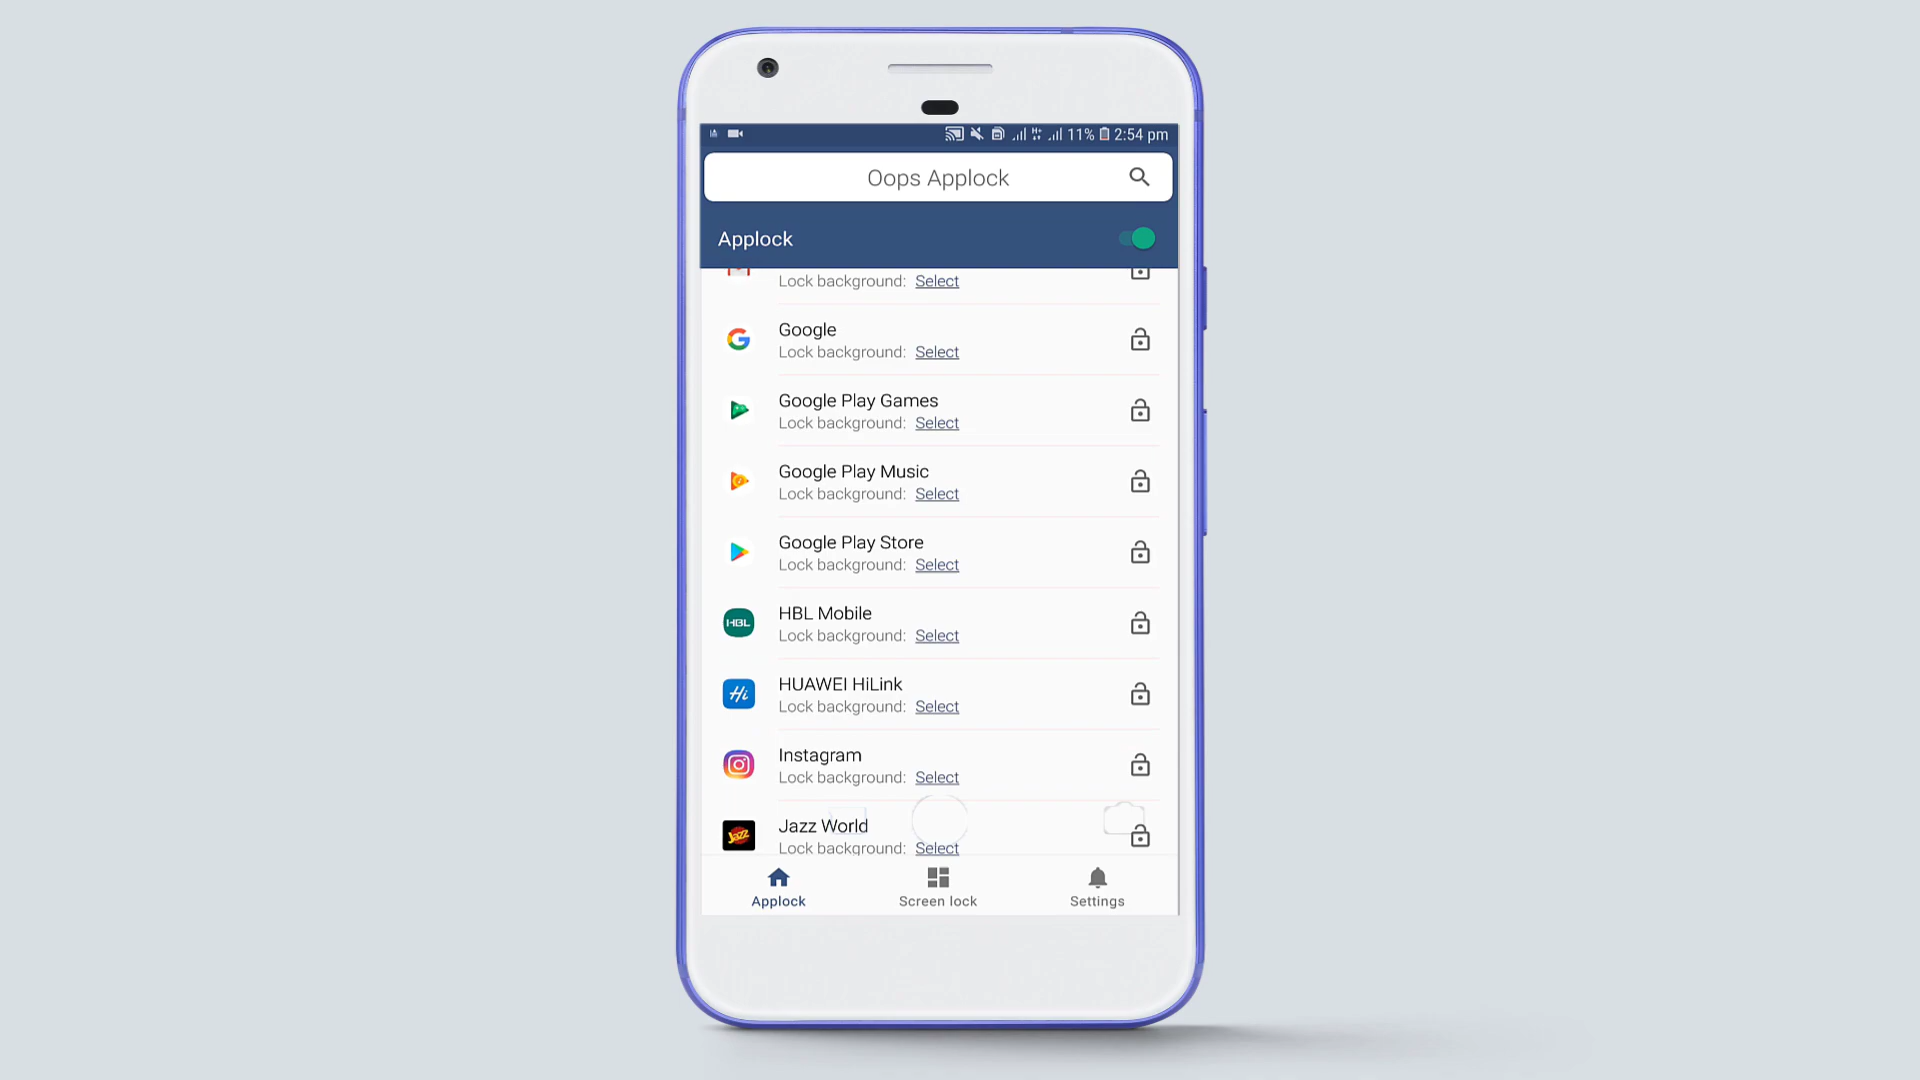 11% 2:54 pm
Oops Applock
Applock
Lock background: Select
Google
Lock background: Select
Google Play Games
Lock background: Select
Google Play Music
Lock background: Select
Google Play Store
Lock background: Select
HBL
HBL Mobile
Lock background: Select
Hi
HUAWEI HiLink
Lock background: Select
Instagram
Lock background: Select
Jazz
Jazz World
Lock background: Select
Applock
Screen lock
Settings